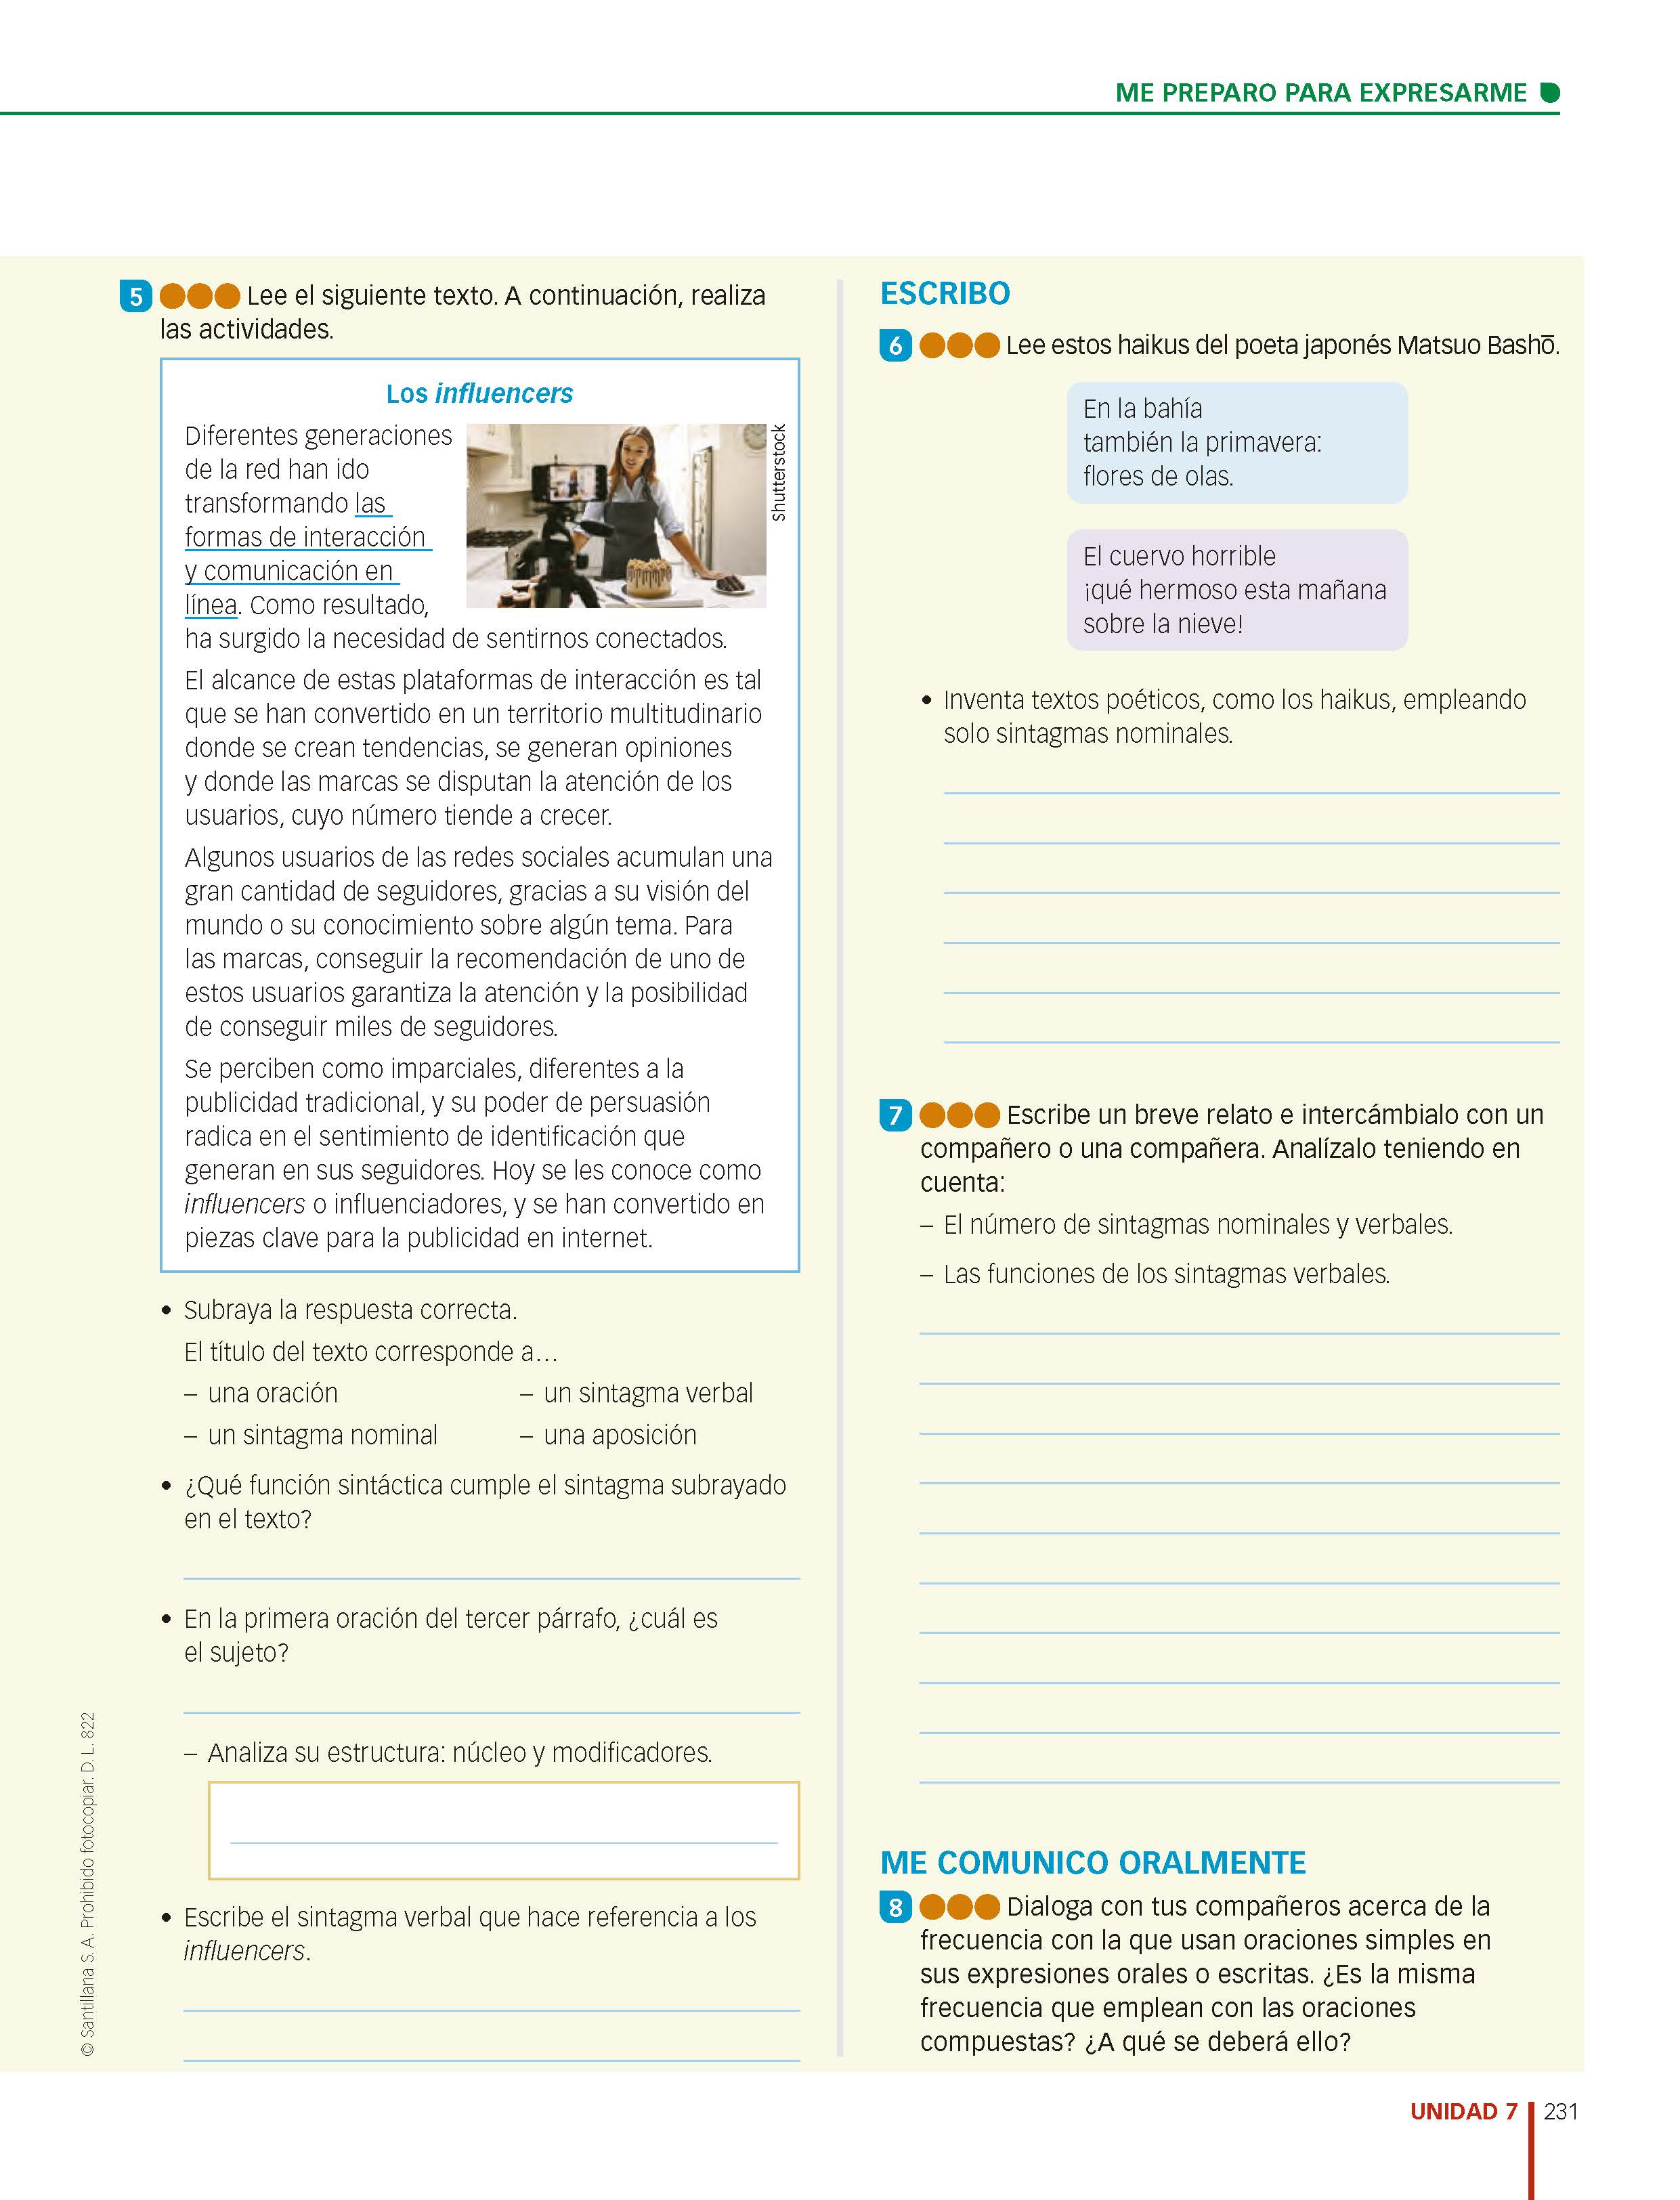 ME PREPARO PARA EXPRESARME
5 Lee el siguiente texto. A continuación, realiza
las actividades.
Los influencers
Diferentes generaciones
de la red han ido
transformando las
formas de interacción
y comunicación en
línea. Como resultado,
ha surgido la necesidad de sentirnos conectados.
Shutterstock
El alcance de estas plataformas de interacción es tal
que se han convertido en un territorio multitudinario
donde se crean tendencias, se generan opiniones
y donde las marcas se disputan la atención de los
usuarios, cuyo número tiende a crecer.
Algunos usuarios de las redes sociales acumulan una
gran cantidad de seguidores, gracias a su visión del
mundo o su conocimiento sobre algún tema. Para
las marcas, conseguir la recomendación de uno de
estos usuarios garantiza la atención y la posibilidad
de conseguir miles de seguidores.
Se perciben como imparciales, diferentes a la
publicidad tradicional, y su poder de persuasión
radica en el sentimiento de identificación que
generan en sus seguidores. Hoy se les conoce como
influencers o influenciadores, y se han convertido en
piezas clave para la publicidad en internet.
• Subraya la respuesta correcta.
El título del texto corresponde a…
– una oración – un sintagma verbal
– un sintagma nominal – una aposición
• ¿Qué función sintáctica cumple el sintagma subrayado
en el texto?
• En la primera oración del tercer párrafo, ¿cuál es
el sujeto?
– Analiza su estructura: núcleo y modificadores.
• Escribe el sintagma verbal que hace referencia a los
influencers.
© Santillana S. A. Prohibido fotocopiar. D. L. 822
ESCRIBO
6 Lee estos haikus del poeta japonés Matsuo Bashō.
En la bahía
también la primavera:
flores de olas.
El cuervo horrible
¡qué hermoso esta mañana
sobre la nieve!
• Inventa textos poéticos, como los haikus, empleando
solo sintagmas nominales.
7 Escribe un breve relato e intercámbialo con un
compañero o una compañera. Analízalo teniendo en
cuenta:
– El número de sintagmas nominales y verbales.
– Las funciones de los sintagmas verbales.
ME COMUNICO ORALMENTE
8 Dialoga con tus compañeros acerca de la
frecuencia con la que usan oraciones simples en
sus expresiones orales o escritas. ¿Es la misma
frecuencia que emplean con las oraciones
compuestas? ¿A qué se deberá ello?
UNIDAD 7 231